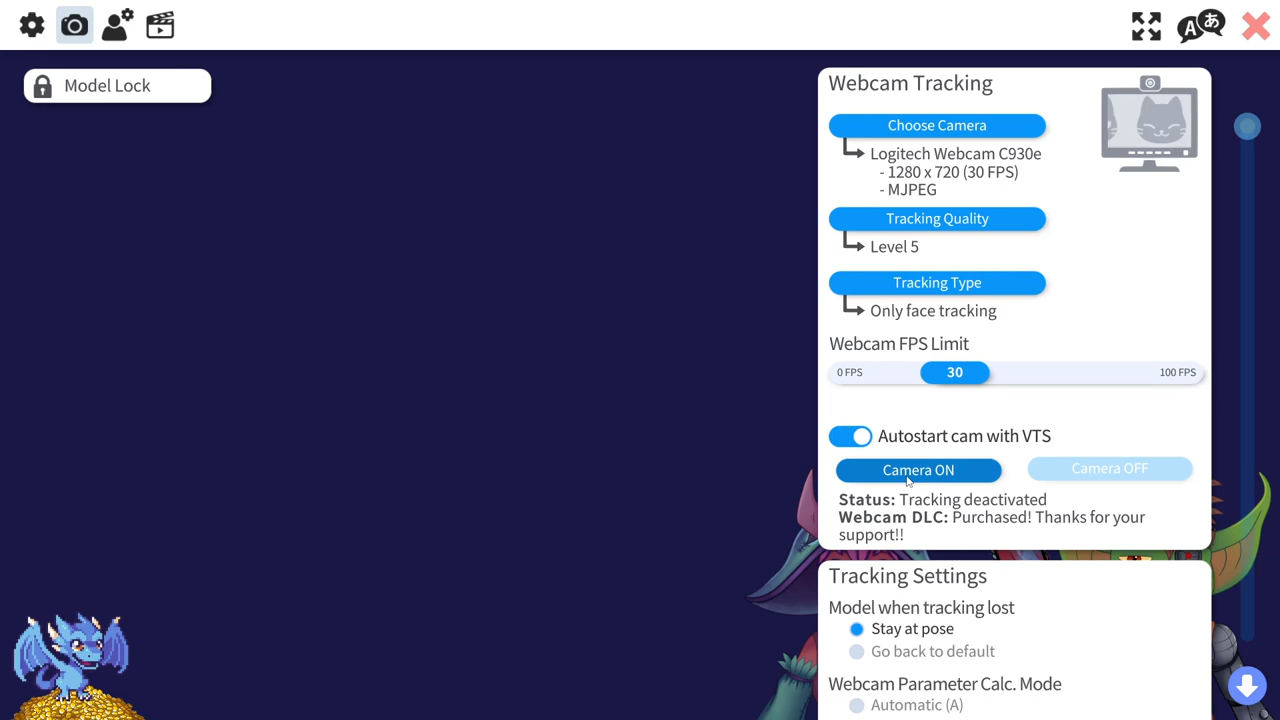 Aあ
Model Lock
Webcam Tracking
Choose Camera
Logitech Webcam C930e
- 1280 x 720 (30 FPS)
- MJPEG
Tracking Quality
Level 5
Tracking Type
Only face tracking
Webcam FPS Limit
0 FPS 30 100 FPS
Autostart cam with VTS
Camera ON Camera OFF
Status: Tracking deactivated
Webcam DLC: Purchased! Thanks for your
support!!
Tracking Settings
Model when tracking lost
Stay at pose
Go back to default
Webcam Parameter Calc. Mode
Automatic (A)